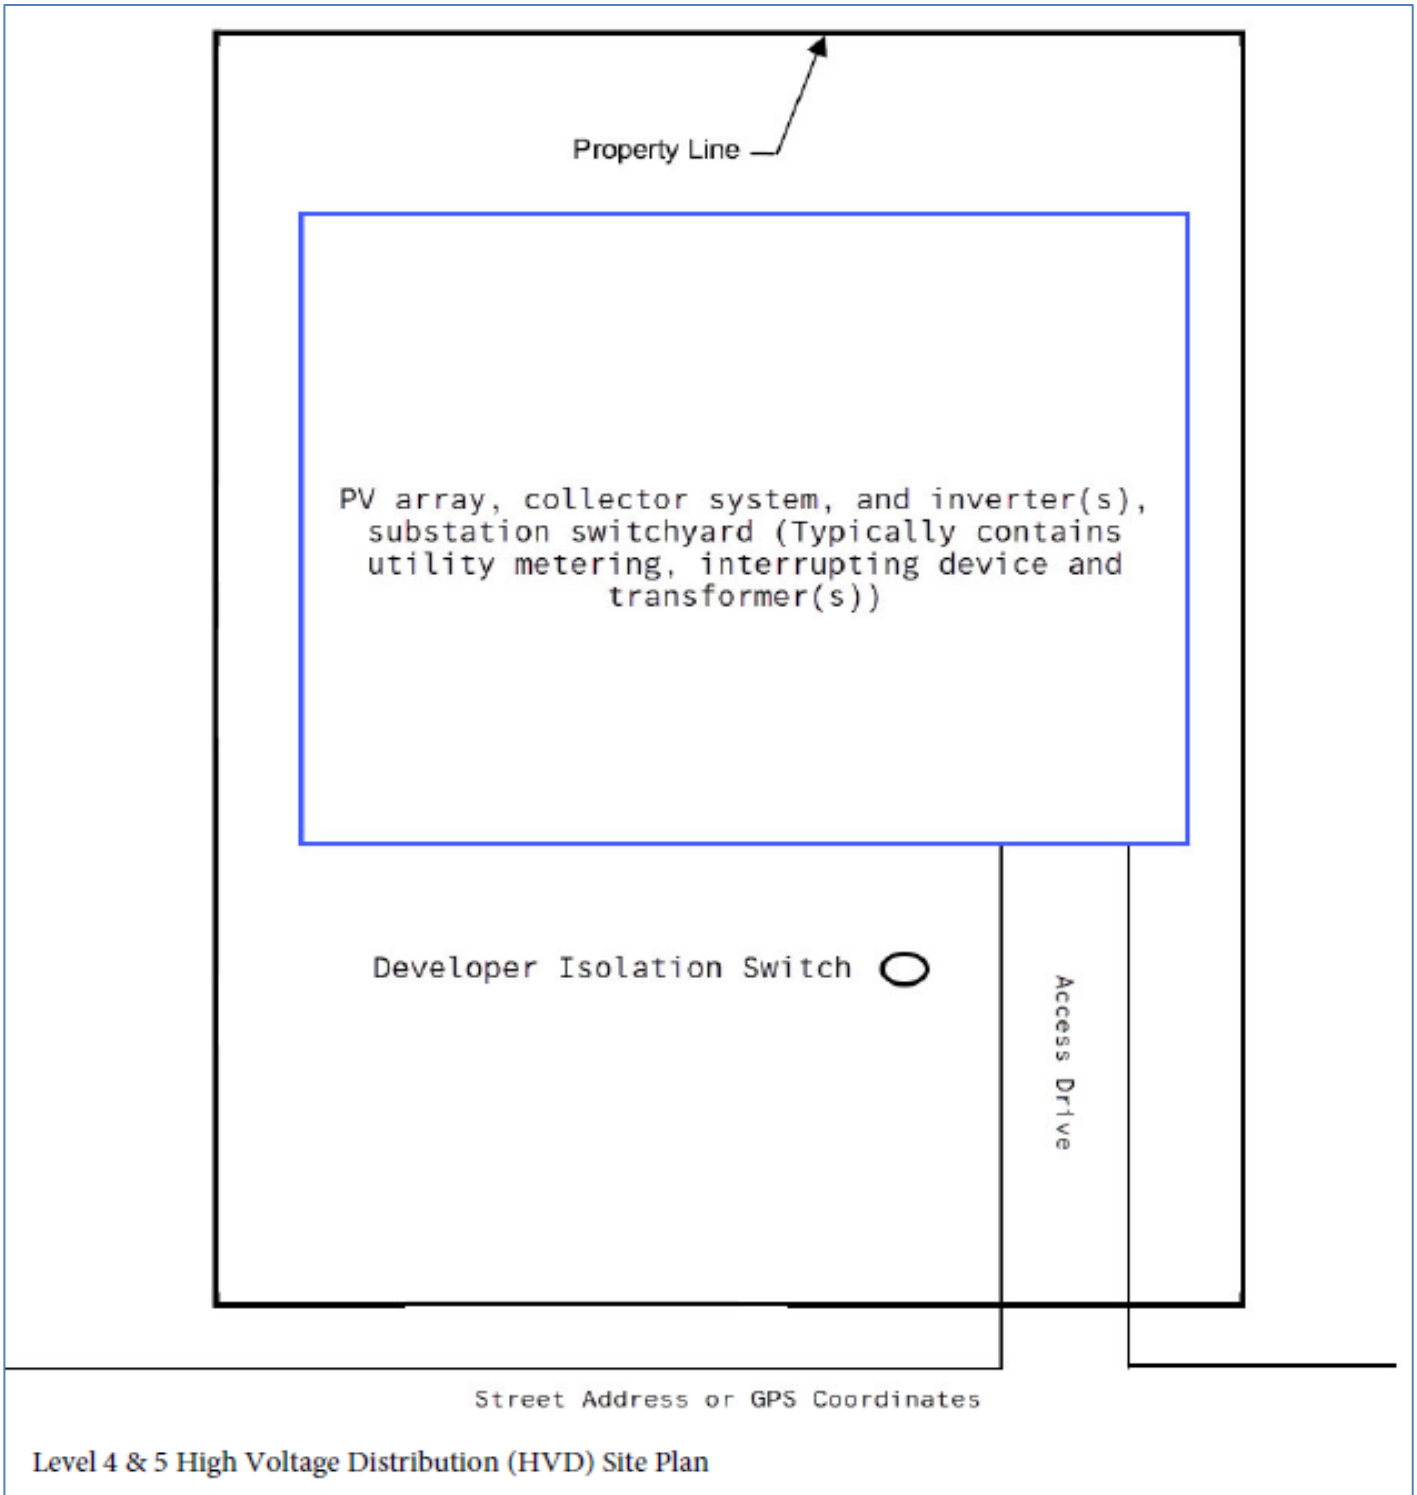 Property Line
PV array, collector system, and inverter(s),
substation switchyard (Typically contains
utility metering, interrupting device and
transformer(s))
Developer Isolation Switch
Access Drive
Street Address or GPS Coordinates
Level 4 & 5 High Voltage Distribution (HVD) Site Plan